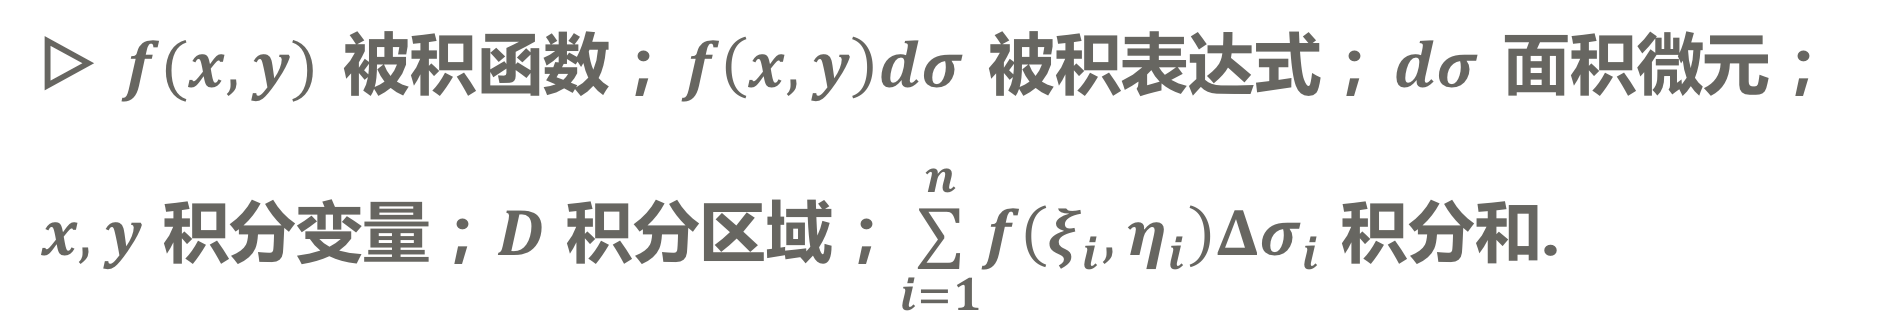 ▷ f(x, y) 被积函数；f(x, y)dσ 被积表达式；dσ 面积微元；
x, y 积分变量；D 积分区域；∑_{i=1}^{n} f(ξ_i, η_i)Δσ_i 积分和.